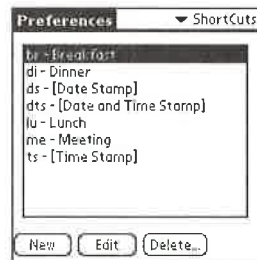 Preferences ShortCuts
br - Breakfast
di - Dinner
ds - [Date Stamp]
dts - [Date and Time Stamp]
lu - Lunch
me - Meeting
ts - [Time Stamp]
New Edit Delete...